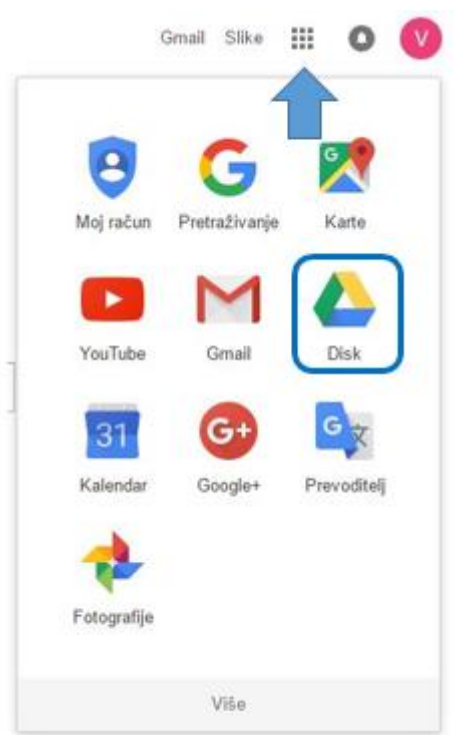 Gmail Slike V
Moj račun Pretraživanje Karte
YouTube Gmail Disk
31 G+ G
Kalendar Google+ Prevoditelj
Fotografije
Više